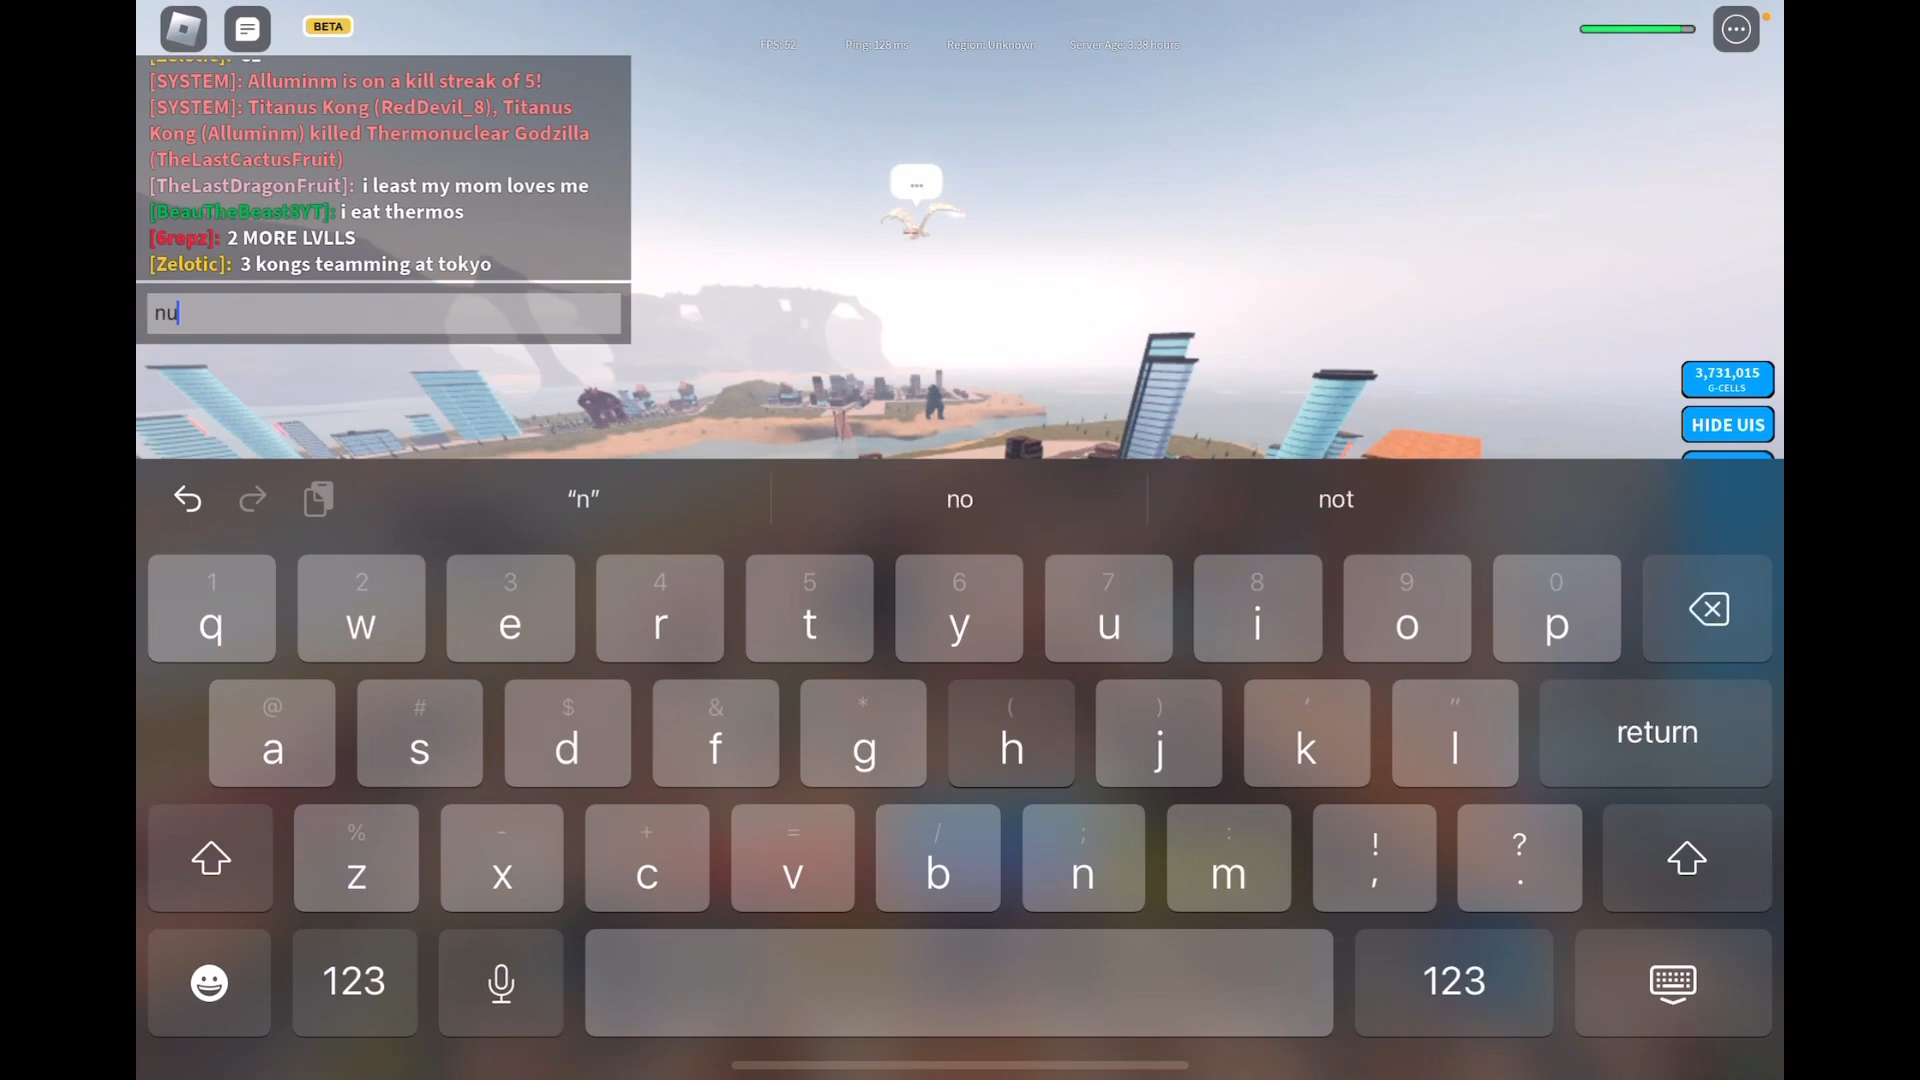 BETA
FPS: 52 Ping: 128 ms Region: Unknown Server Age: 3.38 hours
[SYSTEM]: Alluminm is on a kill streak of 5!
[SYSTEM]: Titanus Kong (RedDevil_8), Titanus
Kong (Alluminm) killed Thermonuclear Godzilla
(TheLastCactusFruit)
[TheLastDragonFruit]: i least my mom loves me
[BeauTheBeast8YT]: i eat thermos
[6repz]: 2 MORE LVLLS
[Zelotic]: 3 kongs teamming at tokyo
...
nu
3,731,015
G-CELLS
HIDE UIS
“n” no not
1 2 3 4 5 6 7 8 9 0
q w e r t y u i o p
@ # $ & * ( ) ' "
a s d f g h j k l return
% - + = / ; : ! ?
z x c v b n m , .
123 123